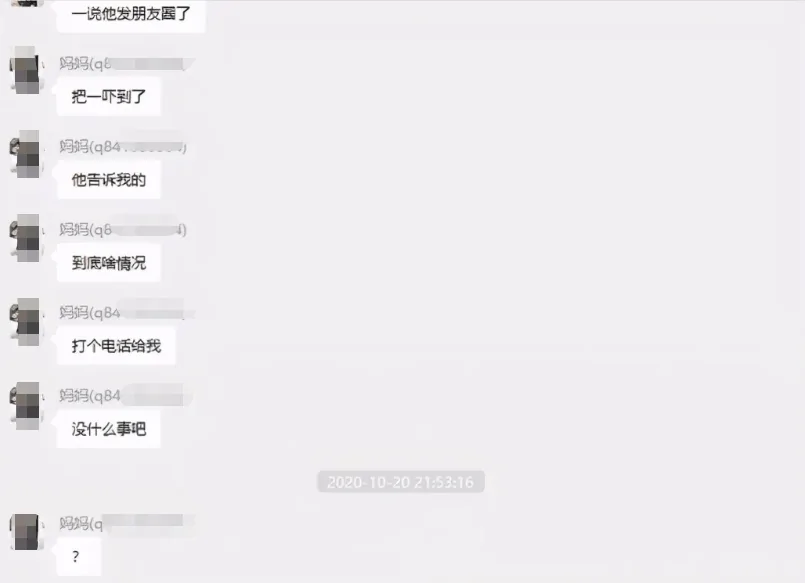 一说他发朋友圈了
妈妈(q8
把一吓到了
妈妈(q84
他告诉我的
妈妈(q8
到底啥情况
妈妈(q84
打个电话给我
妈妈(q84
没什么事吧
2020-10-20 21:53:16
妈妈(q
?